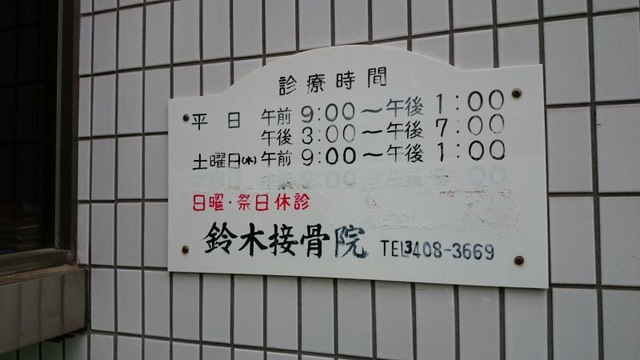 診療時間
平日 午前 9:00～午後 1:00
午後 3:00～午後 7:00
土曜日(木) 午前 9:00～午後 1:00
日曜・祭日休診
鈴木接骨院 TEL3408-3669